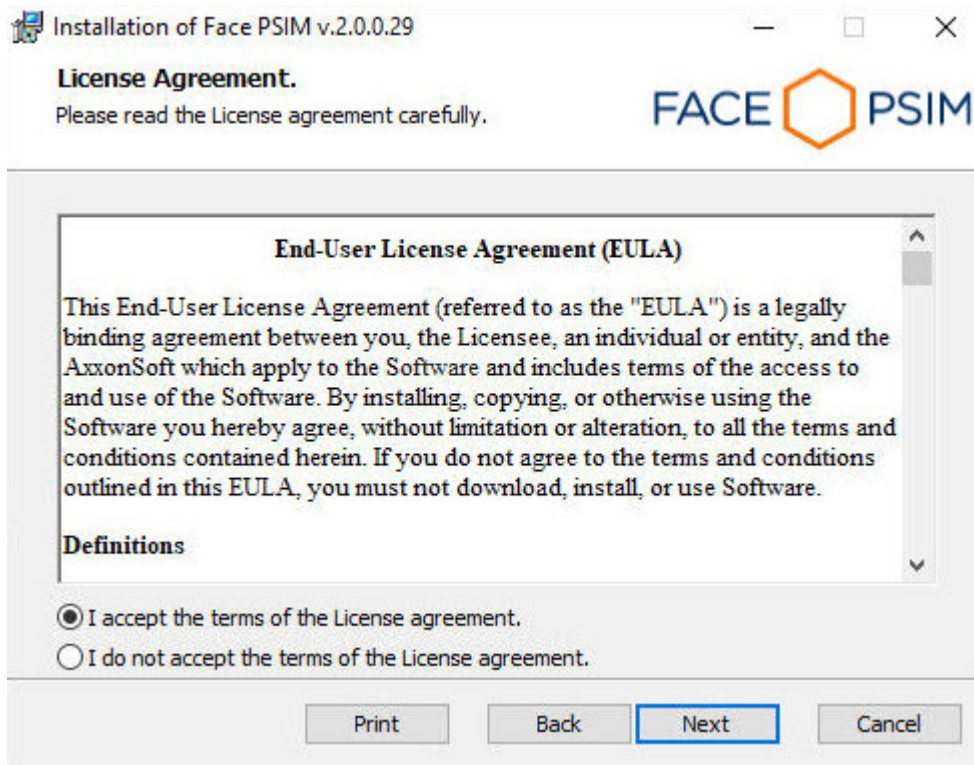 Installation of Face PSIM v.2.0.0.29
License Agreement.
Please read the License agreement carefully.
FACE PSIM
End-User License Agreement (EULA)
This End-User License Agreement (referred to as the "EULA") is a legally
binding agreement between you, the Licensee, an individual or entity, and the
AxxonSoft which apply to the Software and includes terms of the access to
and use of the Software. By installing, copying, or otherwise using the
Software you hereby agree, without limitation or alteration, to all the terms and
conditions contained herein. If you do not agree to the terms and conditions
outlined in this EULA, you must not download, install, or use Software.
Definitions
I accept the terms of the License agreement.
I do not accept the terms of the License agreement.
Print Back Next Cancel